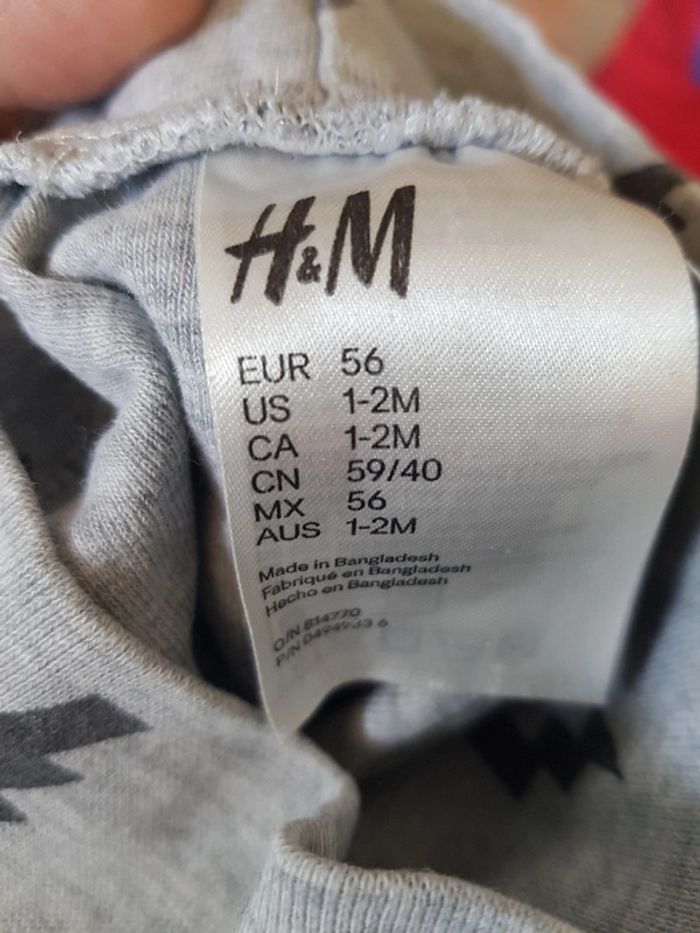 H&M
EUR 56
US 1-2M
CA 1-2M
CN 59/40
MX 56
AUS 1-2M
Made in Bangladesh
Fabriqué en Bangladesh
Hecho en Bangladesh
O/N 814770
P/N